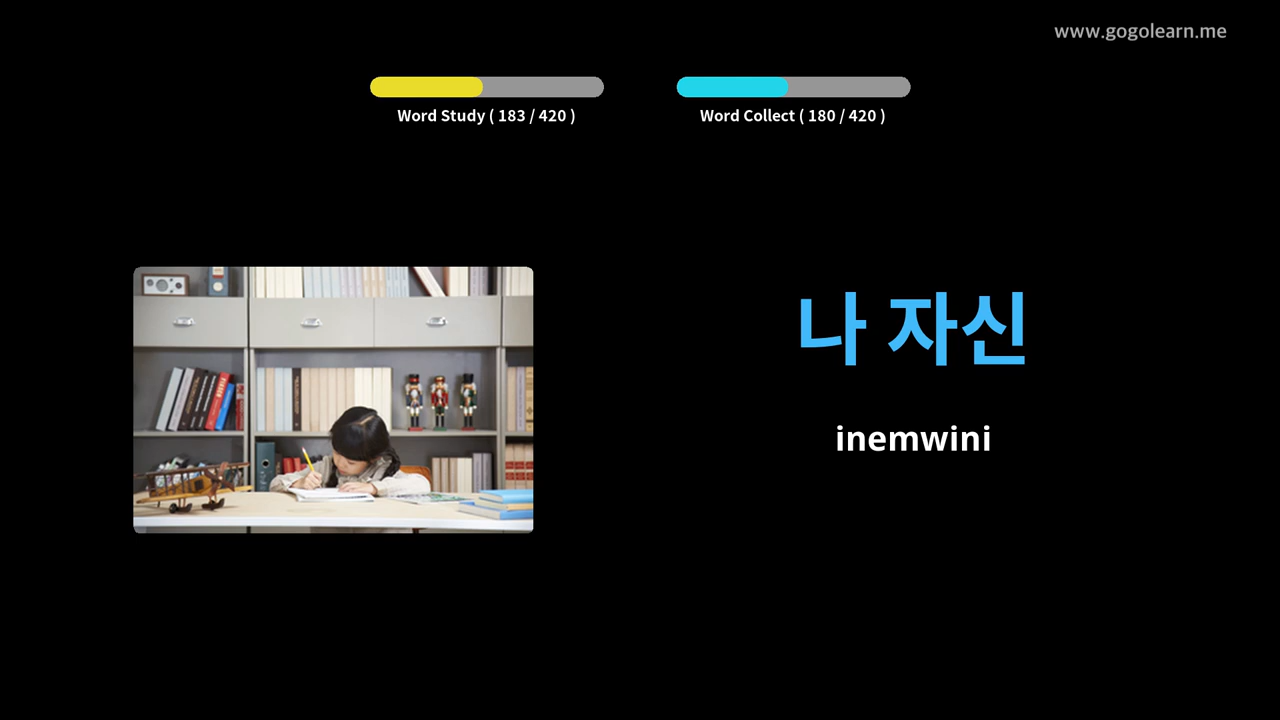 www.gogolearn.me
Word Study ( 183 / 420 )
Word Collect ( 180 / 420 )
나 자신
inemwini